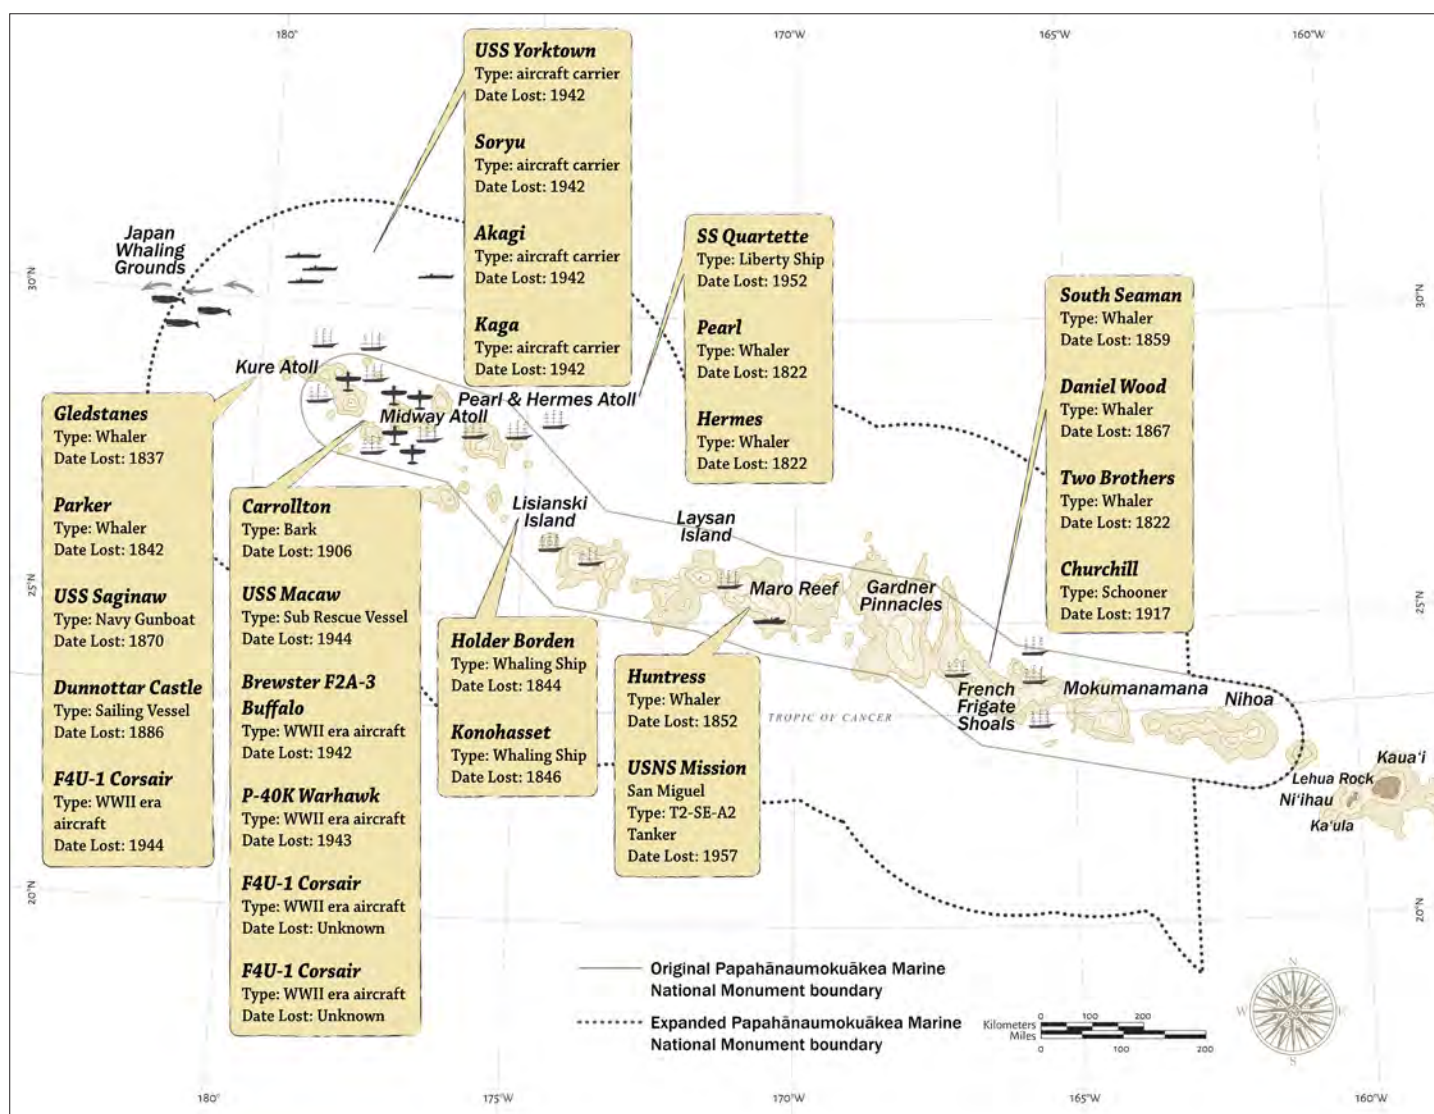 180°
170°W
165°W
160°W
USS Yorktown
Type: aircraft carrier
Date Lost: 1942
Soryu
Type: aircraft carrier
Date Lost: 1942
Akagi
Type: aircraft carrier
Date Lost: 1942
Kaga
Type: aircraft carrier
Date Lost: 1942
Japan
Whaling
Grounds
30°N
30°N
SS Quartette
Type: Liberty Ship
Date Lost: 1952
Pearl
Type: Whaler
Date Lost: 1822
Hermes
Type: Whaler
Date Lost: 1822
South Seaman
Type: Whaler
Date Lost: 1859
Daniel Wood
Type: Whaler
Date Lost: 1867
Two Brothers
Type: Whaler
Date Lost: 1822
Churchill
Type: Schooner
Date Lost: 1917
Kure Atoll
Pearl & Hermes Atoll
Midway Atoll
Gledstanes
Type: Whaler
Date Lost: 1837
Parker
Type: Whaler
Date Lost: 1842
USS Saginaw
Type: Navy Gunboat
Date Lost: 1870
Dunnottar Castle
Type: Sailing Vessel
Date Lost: 1886
F4U-1 Corsair
Type: WWII era
aircraft
Date Lost: 1944
Carrollton
Type: Bark
Date Lost: 1906
USS Macaw
Type: Sub Rescue Vessel
Date Lost: 1944
Brewster F2A-3
Buffalo
Type: WWII era aircraft
Date Lost: 1942
P-40K Warhawk
Type: WWII era aircraft
Date Lost: 1943
F4U-1 Corsair
Type: WWII era aircraft
Date Lost: Unknown
F4U-1 Corsair
Type: WWII era aircraft
Date Lost: Unknown
Lisianski
Island
Laysan
Island
Maro Reef
Gardner
Pinnacles
25°N
25°N
Holder Borden
Type: Whaling Ship
Date Lost: 1844
Konohasset
Type: Whaling Ship
Date Lost: 1846
Huntress
Type: Whaler
Date Lost: 1852
USNS Mission
San Miguel
Type: T2-SE-A2
Tanker
Date Lost: 1957
TROPIC OF CANCER
French
Frigate
Shoals
Mokumanamana
Nihoa
Kauaʻi
Lehua Rock
Niʻihau
Kaʻula
20°N
20°N
Original Papahānaumokuākea Marine
National Monument boundary
Expanded Papahānaumokuākea Marine
National Monument boundary
0 100 200
Kilometers
Miles
0 100 200
N
W
E
S
180°
175°W
170°W
165°W
160°W